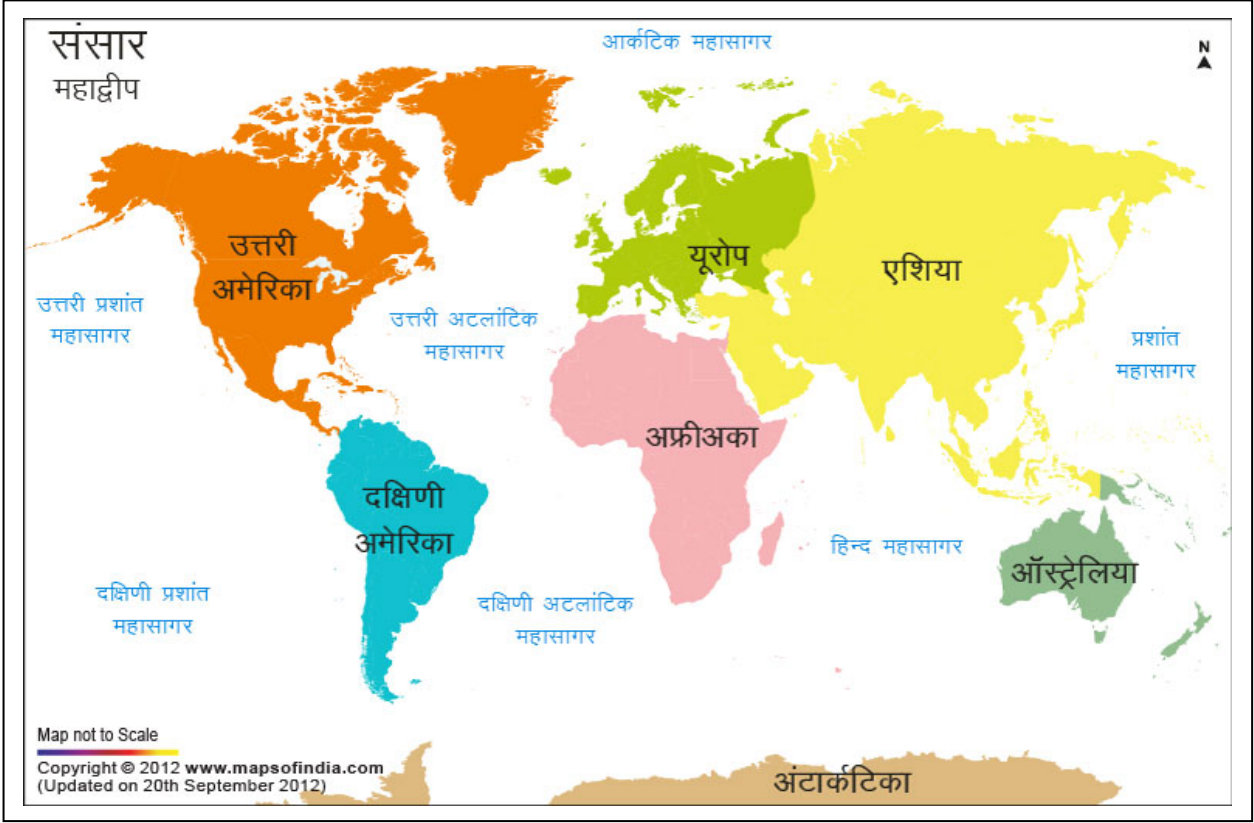 संसार
महाद्वीप
आर्कटिक महासागर
N
उत्तरी
अमेरिका
यूरोप
एशिया
उत्तरी प्रशांत
महासागर
उत्तरी अटलांटिक
महासागर
प्रशांत
महासागर
अफ्रीअका
दक्षिणी
अमेरिका
हिन्द महासागर
ऑस्ट्रेलिया
दक्षिणी प्रशांत
महासागर
दक्षिणी अटलांटिक
महासागर
Map not to Scale
Copyright © 2012 www.mapsofindia.com
(Updated on 20th September 2012)
अंटार्कटिका